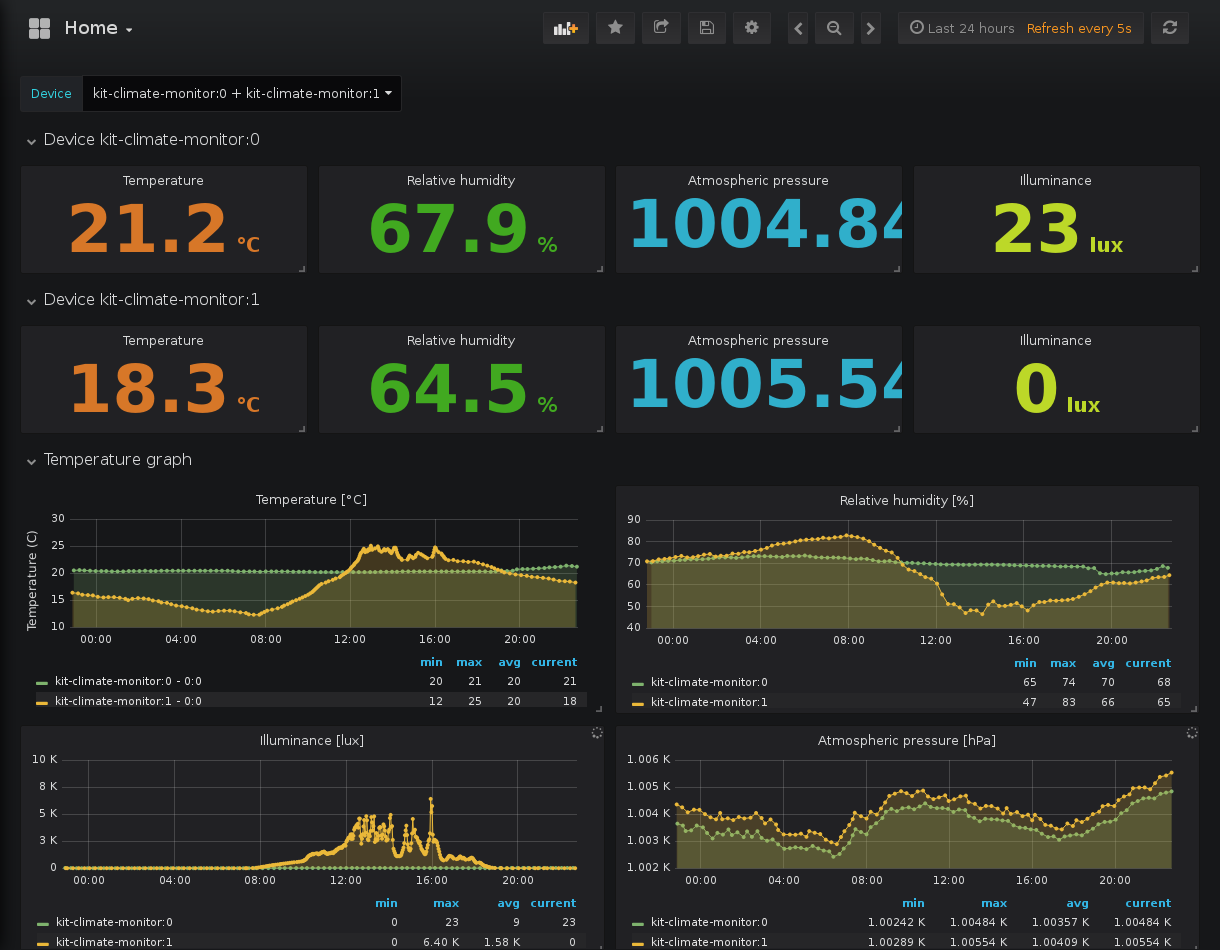 Home
Last 24 hours Refresh every 5s
Device kit-climate-monitor:0 + kit-climate-monitor:1
Device kit-climate-monitor:0
Temperature Relative humidity Atmospheric pressure Illuminance
21.2 °C 67.9 % 1004.84 23 lux
Device kit-climate-monitor:1
Temperature Relative humidity Atmospheric pressure Illuminance
18.3 °C 64.5 % 1005.54 0 lux
Temperature graph
Temperature [°C]
Temperature (C)
30
25
20
15
10
00:00 04:00 08:00 12:00 16:00 20:00
min max avg current
kit-climate-monitor:0 - 0:0 20 21 20 21
kit-climate-monitor:1 - 0:0 12 25 20 18
Relative humidity [%]
90
80
70
60
50
40
00:00 04:00 08:00 12:00 16:00 20:00
min max avg current
kit-climate-monitor:0 65 74 70 68
kit-climate-monitor:1 47 83 66 65
Illuminance [lux]
10 K
8 K
5 K
3 K
0
00:00 04:00 08:00 12:00 16:00 20:00
min max avg current
kit-climate-monitor:0 0 23 9 23
kit-climate-monitor:1 0 6.40 K 1.58 K 0
Atmospheric pressure [hPa]
1.006 K
1.005 K
1.004 K
1.003 K
1.002 K
00:00 04:00 08:00 12:00 16:00 20:00
min max avg current
kit-climate-monitor:0 1.00242 K 1.00484 K 1.00357 K 1.00484 K
kit-climate-monitor:1 1.00289 K 1.00554 K 1.00409 K 1.00554 K